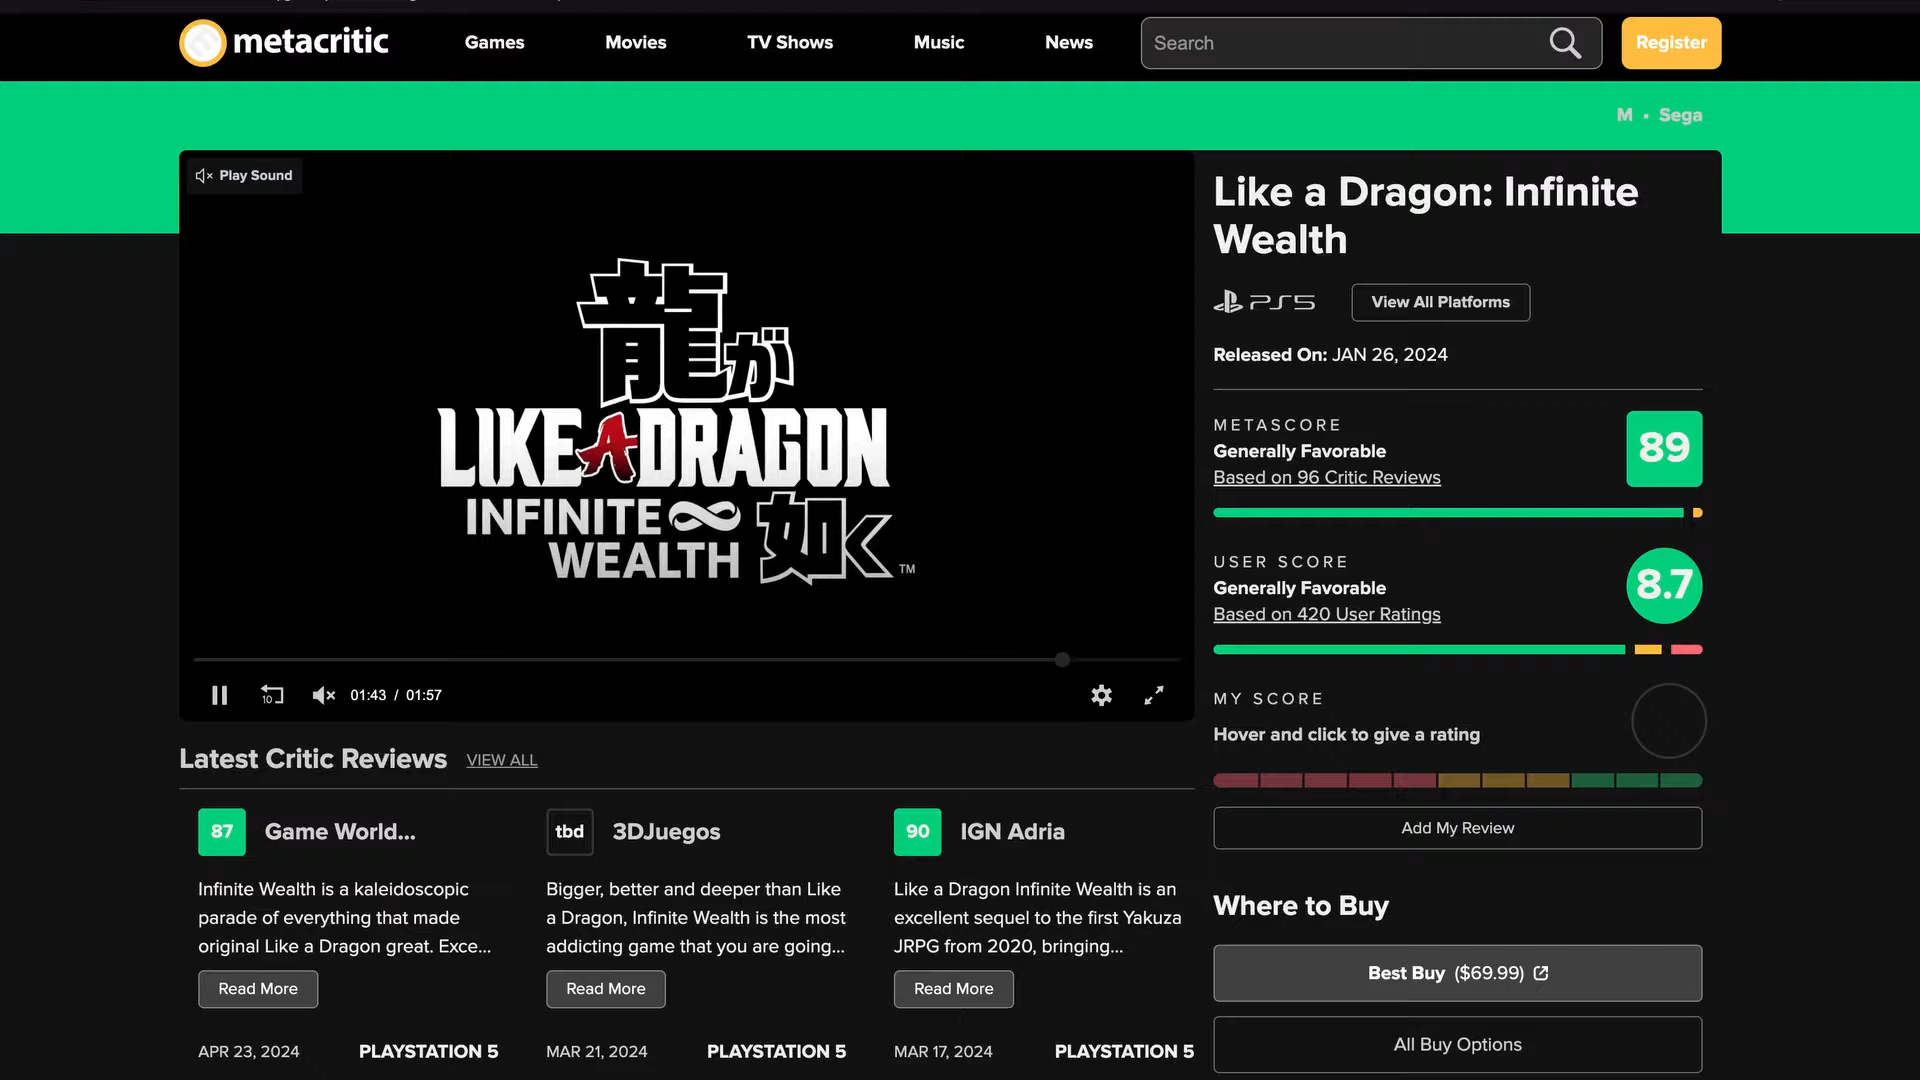 metacritic
Games
Movies
TV Shows
Music
News
Search
Register
M • Sega
Play Sound
龍が
LIKE A DRAGON
INFINITE
WEALTH
如く
TM
10
01:43 / 01:57
Like a Dragon: Infinite
Wealth
PS5
View All Platforms
Released On: JAN 26, 2024
METASCORE
Generally Favorable
Based on 96 Critic Reviews
89
USER SCORE
Generally Favorable
Based on 420 User Ratings
8.7
MY SCORE
Hover and click to give a rating
Add My Review
Where to Buy
Best Buy ($69.99)
All Buy Options
Latest Critic Reviews VIEW ALL
87 Game World...
Infinite Wealth is a kaleidoscopic
parade of everything that made
original Like a Dragon great. Exce...
Read More
APR 23, 2024 PLAYSTATION 5
tbd 3DJuegos
Bigger, better and deeper than Like
a Dragon, Infinite Wealth is the most
addicting game that you are going...
Read More
MAR 21, 2024 PLAYSTATION 5
90 IGN Adria
Like a Dragon Infinite Wealth is an
excellent sequel to the first Yakuza
JRPG from 2020, bringing...
Read More
MAR 17, 2024 PLAYSTATION 5